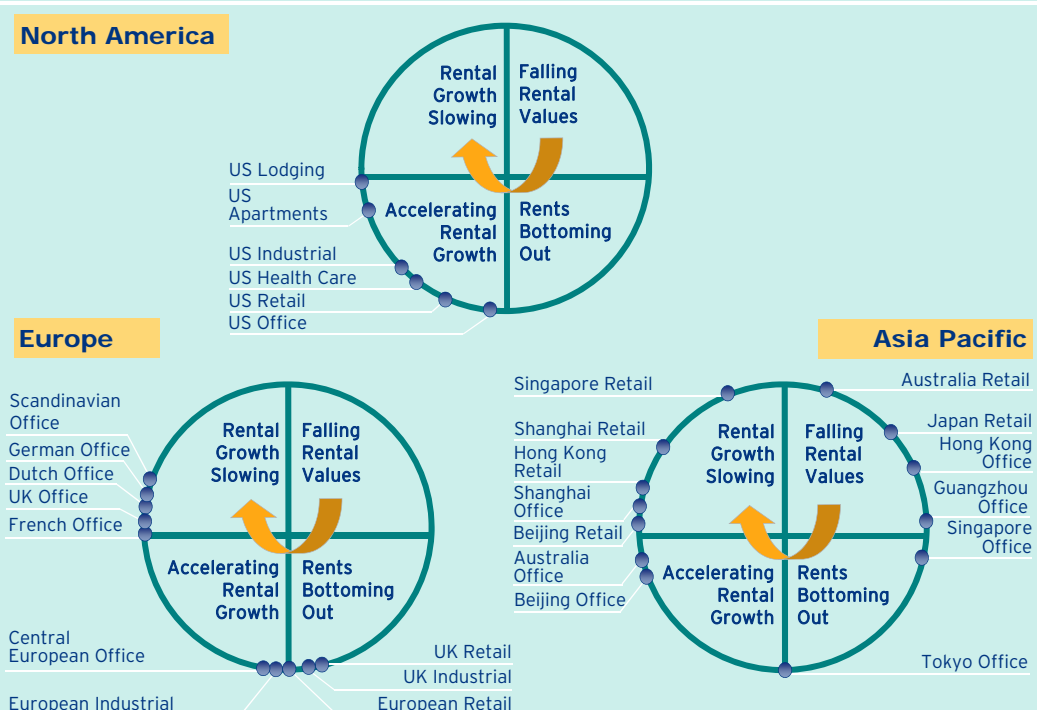 North America
Rental
Growth
Slowing
Falling
Rental
Values
Accelerating
Rental
Growth
Rents
Bottoming
Out
US Lodging
US
Apartments
US Industrial
US Health Care
US Retail
US Office
Europe
Scandinavian
Office
German Office
Dutch Office
UK Office
French Office
Rental
Growth
Slowing
Falling
Rental
Values
Accelerating
Rental
Growth
Rents
Bottoming
Out
Central
European Office
European Industrial
UK Retail
UK Industrial
European Retail
Asia Pacific
Singapore Retail
Shanghai Retail
Hong Kong
Retail
Shanghai
Office
Beijing Retail
Australia
Office
Beijing Office
Rental
Growth
Slowing
Falling
Rental
Values
Accelerating
Rental
Growth
Rents
Bottoming
Out
Australia Retail
Japan Retail
Hong Kong
Office
Guangzhou
Office
Singapore
Office
Tokyo Office